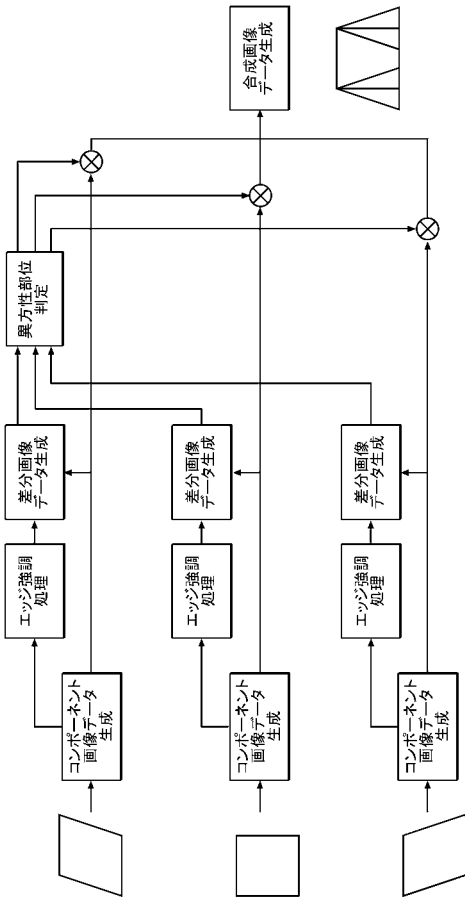 コンポーネント
画像データ
生成
エッジ強調
処理
差分画像
データ生成
異方性部位
判定
コンポーネント
画像データ
生成
エッジ強調
処理
差分画像
データ生成
合成画像
データ生成
コンポーネント
画像データ
生成
エッジ強調
処理
差分画像
データ生成